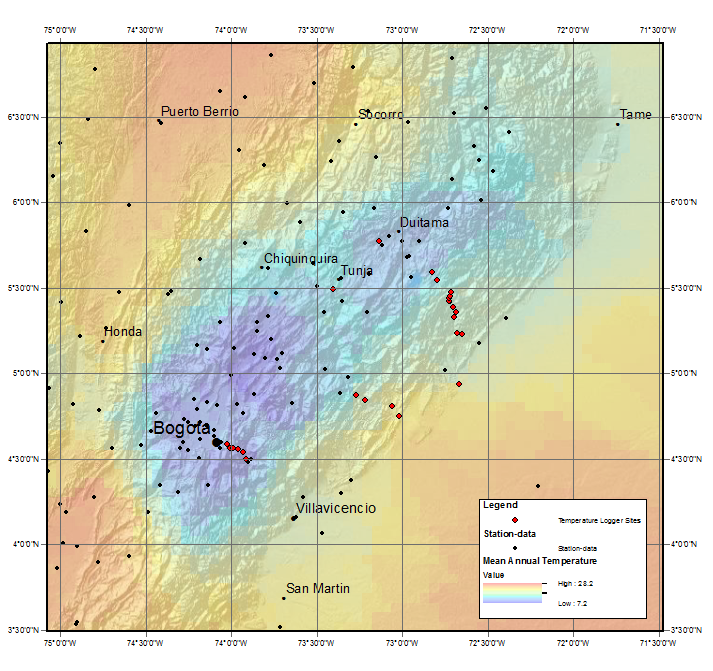 75°0'0"W 74°30'0"W 74°0'0"W 73°30'0"W 73°0'0"W 72°30'0"W 72°0'0"W 71°30'0"W
6°30'0"N Puerto Berrio Socorro Tame 6°30'0"N
6°0'0"N 6°0'0"N
Duitama
Chiquinquira
Tunja
5°30'0"N 5°30'0"N
Honda
5°0'0"N 5°0'0"N
Bogota
4°30'0"N 4°30'0"N
Villavicencio
4°0'0"N 4°0'0"N
San Martin
3°30'0"N 3°30'0"N
75°0'0"W 74°30'0"W 74°0'0"W 73°30'0"W 73°0'0"W 72°30'0"W 72°0'0"W 71°30'0"W
Legend
Temperature Logger Sites
Station-data
Station-data
Mean Annual Temperature
Value
High : 28.2
Low : 7.2